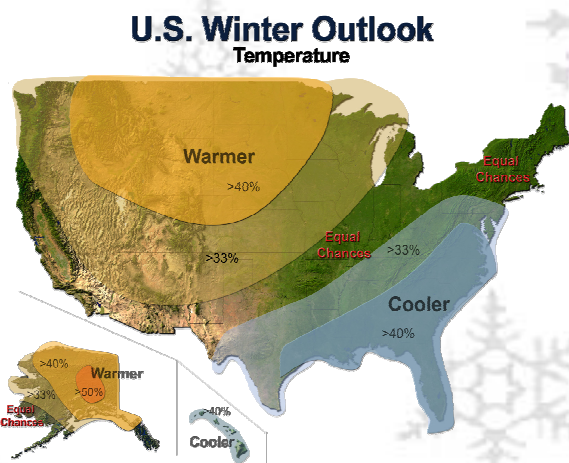 U.S. Winter Outlook
Temperature
Warmer
>40%
Equal
Chances
>33%
Equal
Chances
>33%
Cooler
>40%
>40%
Warmer
>33%
>50%
Equal
Chances
>40%
Cooler